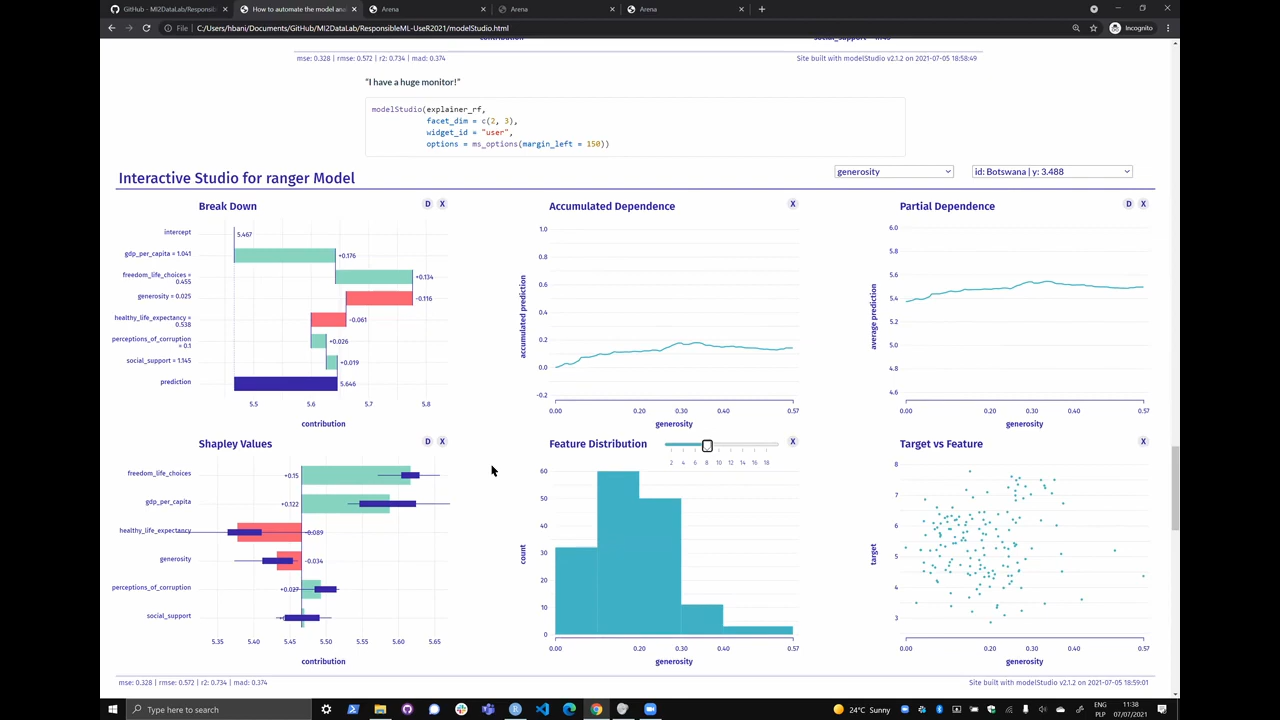 GitHub - MI2DataLab/Responsibl
How to automate the model ana
Arena
Arena
Arena
File
C:/Users/hbani/Documents/GitHub/MI2DataLab/ResponsibleML-UseR2021/modelStudio.html
Incognito
contribution
mse: 0.328 | rmse: 0.572 | r2: 0.734 | mad: 0.374
Site built with modelStudio v2.1.2 on 2021-07-05 18:58:49
"I have a huge monitor!"
modelStudio(explainer_rf,
facet_dim = c(2, 3),
widget_id = "user",
options = ms_options(margin_left = 150))
Interactive Studio for ranger Model
generosity
id: Botswana | y: 3.488
Break Down
D X
intercept
5.467
gdp_per_capita = 1.041
+0.176
freedom_life_choices =
0.455
+0.134
generosity = 0.025
-0.116
healthy_life_expectancy =
0.538
-0.061
perceptions_of_corruption
= 0.1
+0.026
social_support = 1.145
+0.019
prediction
5.646
5.5 5.6 5.7 5.8
contribution
Accumulated Dependence
X
accumulated prediction
1.0
0.8
0.6
0.4
0.2
0.0
-0.2
0.00 0.20 0.30 0.40 0.57
generosity
Partial Dependence
D X
average prediction
6.0
5.8
5.6
5.4
5.2
5.0
4.8
4.6
0.00 0.20 0.30 0.40 0.57
generosity
Shapley Values
D X
freedom_life_choices
+0.15
gdp_per_capita
+0.122
healthy_life_expectancy
-0.089
generosity
-0.034
perceptions_of_corruption
+0.027
social_support
5.35 5.40 5.45 5.50 5.55 5.60 5.65
contribution
Feature Distribution
2 4 6 8 10 12 14 16 18
X
count
60
50
40
30
20
10
0
0.00 0.20 0.30 0.40 0.57
generosity
Target vs Feature
X
target
8
7
6
5
4
3
0.00 0.20 0.30 0.40 0.57
generosity
mse: 0.328 | rmse: 0.572 | r2: 0.734 | mad: 0.374
Site built with modelStudio v2.1.2 on 2021-07-05 18:59:01
Type here to search
24°C Sunny
ENG
PLP
11:38
07/07/2021